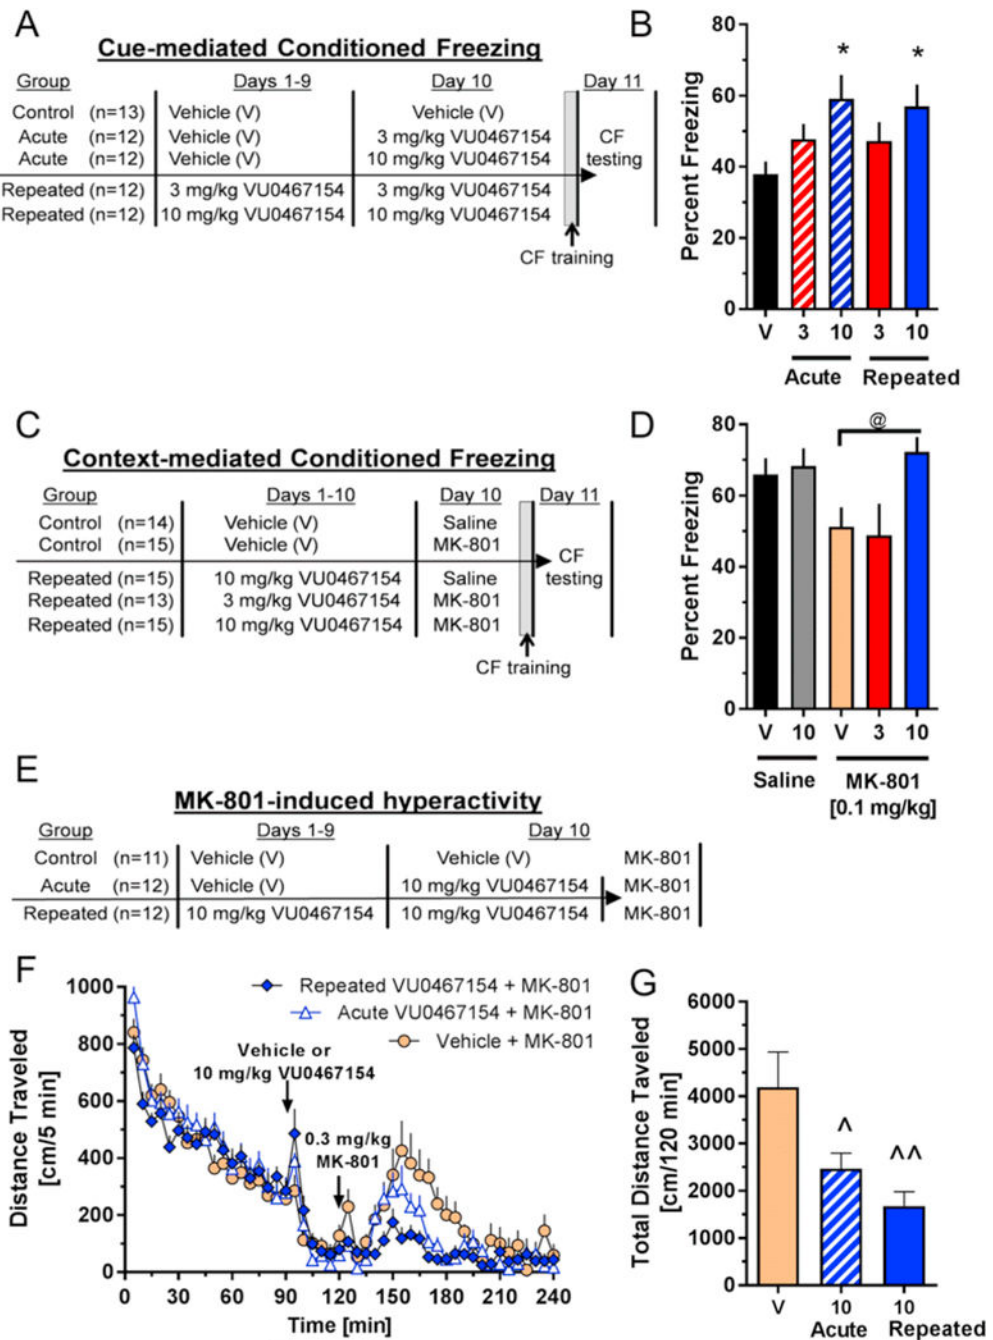 A
Cue-mediated Conditioned Freezing
Group Days 1-9 Day 10 Day 11
Control (n=13) Vehicle (V) Vehicle (V)
Acute (n=12) Vehicle (V) 3 mg/kg VU0467154 CF
Acute (n=12) Vehicle (V) 10 mg/kg VU0467154 testing
Repeated (n=12) 3 mg/kg VU0467154 3 mg/kg VU0467154
Repeated (n=12) 10 mg/kg VU0467154 10 mg/kg VU0467154
CF training
B
Percent Freezing
80
60
40
20
0
* *
V 3 10 3 10
Acute Repeated
C
Context-mediated Conditioned Freezing
Group Days 1-10 Day 10 Day 11
Control (n=14) Vehicle (V) Saline
Control (n=15) Vehicle (V) MK-801
CF
testing
Repeated (n=15) 10 mg/kg VU0467154 Saline
Repeated (n=13) 3 mg/kg VU0467154 MK-801
Repeated (n=15) 10 mg/kg VU0467154 MK-801
CF training
D
Percent Freezing
80
60
40
20
0
@
V 10 V 3 10
Saline MK-801
[0.1 mg/kg]
E
MK-801-induced hyperactivity
Group Days 1-9 Day 10
Control (n=11) Vehicle (V) Vehicle (V) MK-801
Acute (n=12) Vehicle (V) 10 mg/kg VU0467154 MK-801
Repeated (n=12) 10 mg/kg VU0467154 10 mg/kg VU0467154 MK-801
F
Distance Traveled
[cm/5 min]
1000
800
600
400
200
0
Repeated VU0467154 + MK-801
Acute VU0467154 + MK-801
Vehicle + MK-801
Vehicle or
10 mg/kg VU0467154
0.3 mg/kg
MK-801
0 30 60 90 120 150 180 210 240
Time [min]
G
Total Distance Taveled
[cm/120 min]
6000
5000
4000
3000
2000
1000
0
^ ^^
V 10 10
Acute Repeated